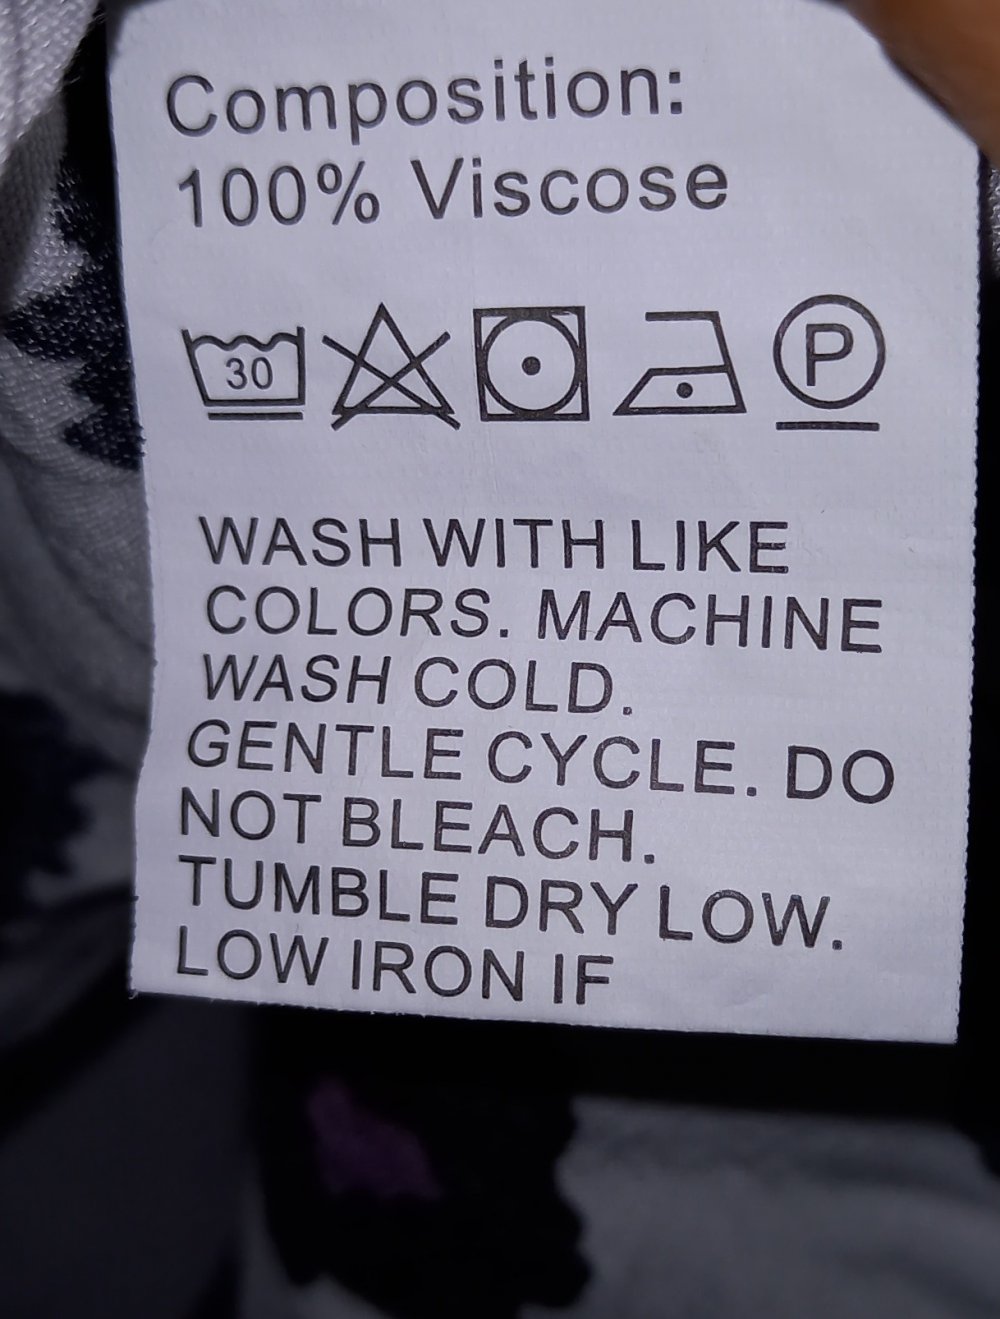 Composition:
100% Viscose
30 P
WASH WITH LIKE
COLORS. MACHINE
WASH COLD.
GENTLE CYCLE. DO
NOT BLEACH.
TUMBLE DRY LOW.
LOW IRON IF